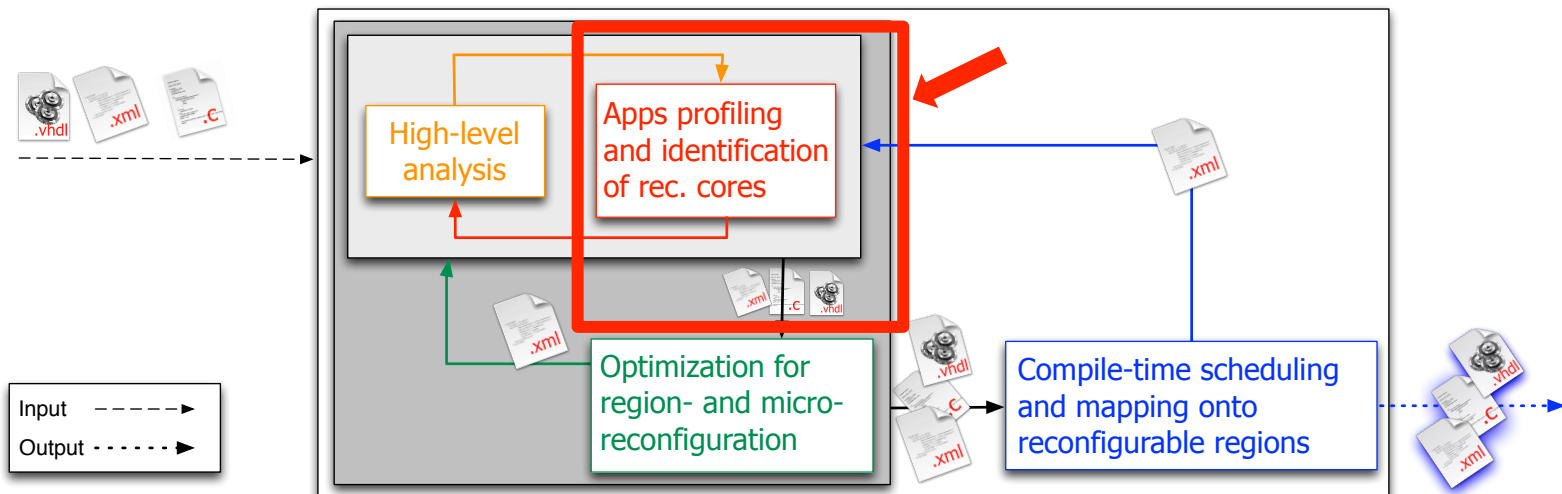 .vhdl
.xml
.c
High-level
analysis
Apps profiling
and identification
of rec. cores
.xml
.xml
.c
.vhdl
.xml
Optimization for
region- and micro-
reconfiguration
.vhdl
.c
.xml
Compile-time scheduling
and mapping onto
reconfigurable regions
.vhdl
.c
.xml
Input
Output